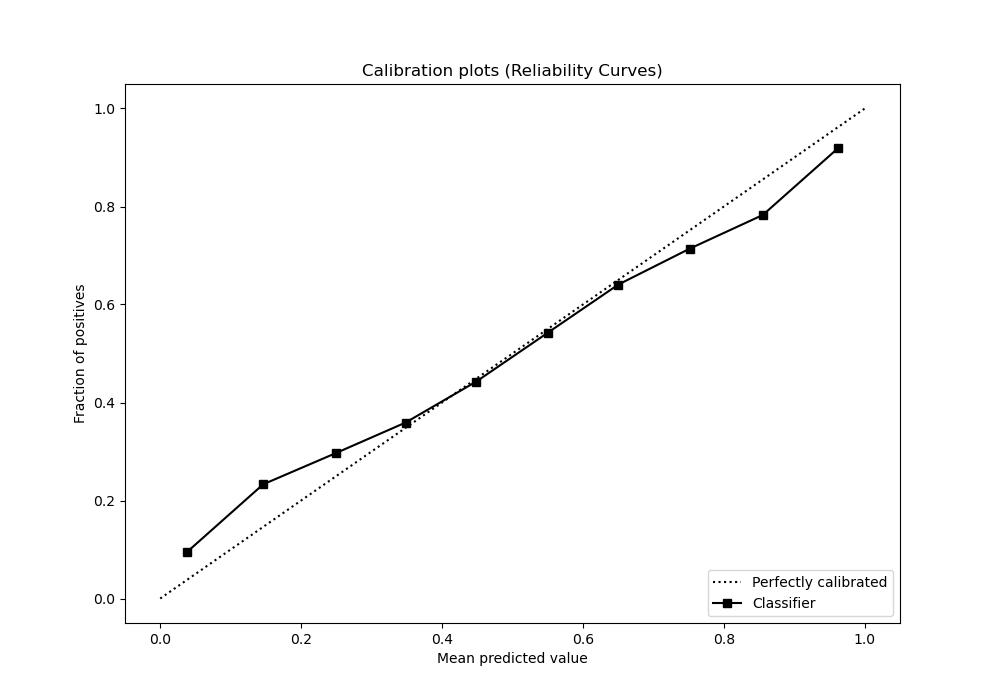 Calibration plots (Reliability Curves)
1.0
0.8
0.6
0.4
0.2
0.0
Fraction of positives
0.0 0.2 0.4 0.6 0.8 1.0
Mean predicted value
Perfectly calibrated
Classifier